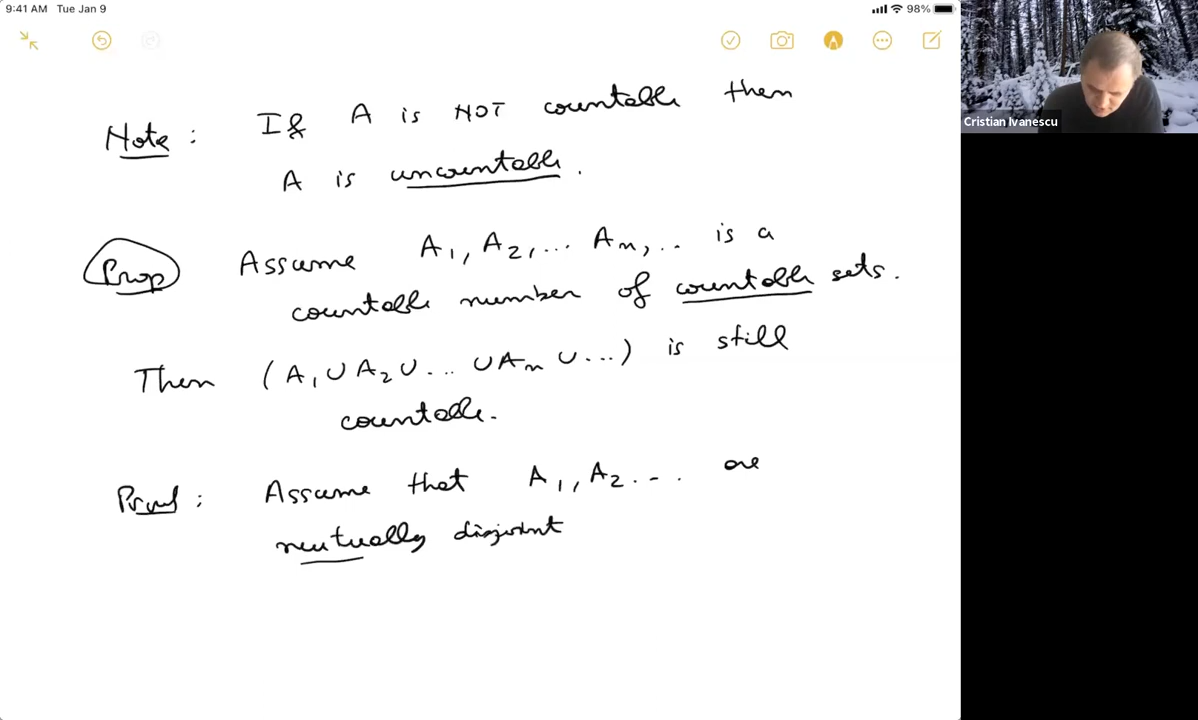 9:41 AM Tue Jan 9
98%
Cristian Ivanescu
Note: If A is NOT countable then
A is uncountable.
Prop Assume A₁, A₂, ... Aₙ, .. is a
countable number of countable sets.
Then (A₁ ∪ A₂ ∪ ... ∪ Aₙ ∪ ...) is still
countable.
Proof: Assume that A₁, A₂ ... are
mutually disjoint